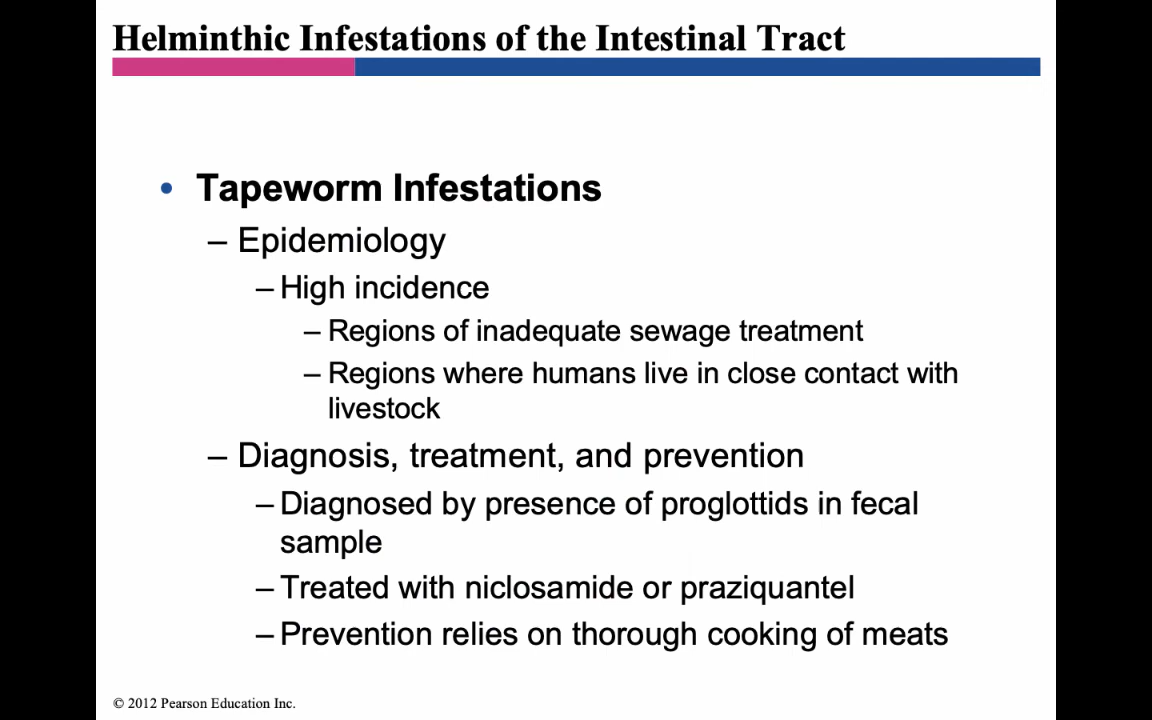 Helminthic Infestations of the Intestinal Tract
• Tapeworm Infestations
– Epidemiology
– High incidence
– Regions of inadequate sewage treatment
– Regions where humans live in close contact with
livestock
– Diagnosis, treatment, and prevention
– Diagnosed by presence of proglottids in fecal
sample
– Treated with niclosamide or praziquantel
– Prevention relies on thorough cooking of meats
© 2012 Pearson Education Inc.